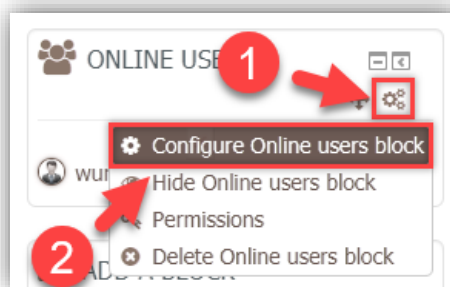 ONLINE USE
1
Configure Online users block
wur
Hide Online users block
Permissions
2
Delete Online users block
ADD A BLOCK